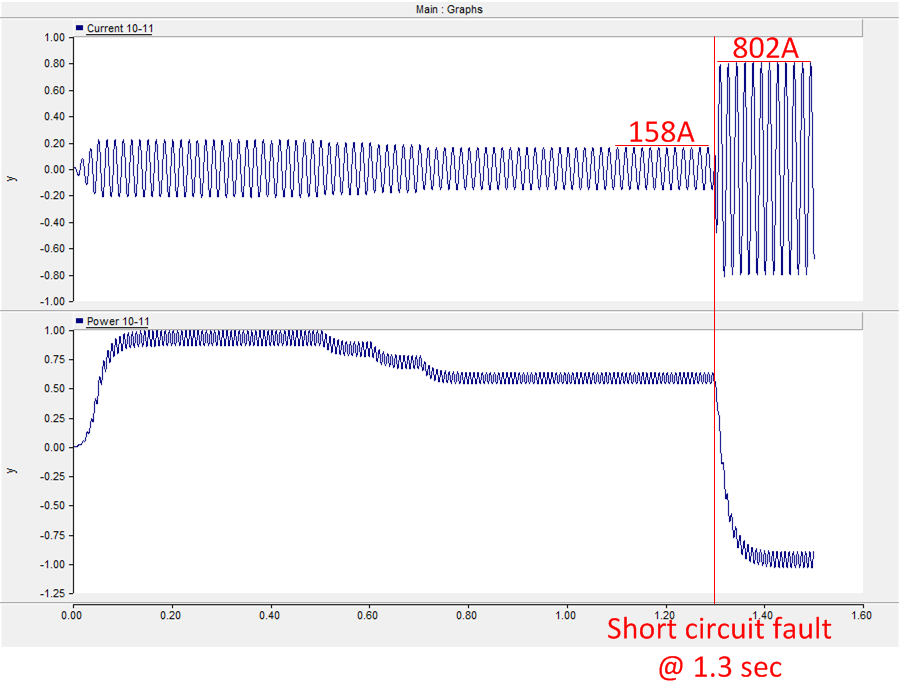 Main : Graphs
Current 10-11
1.00
0.80
0.60
0.40
0.20
0.00
-0.20
-0.40
-0.60
-0.80
-1.00
y
158A
802A
Power 10-11
1.00
0.75
0.50
0.25
0.00
-0.25
-0.50
-0.75
-1.00
-1.25
y
0.00 0.20 0.40 0.60 0.80 1.00 1.20 1.40 1.60
Short circuit fault
@ 1.3 sec